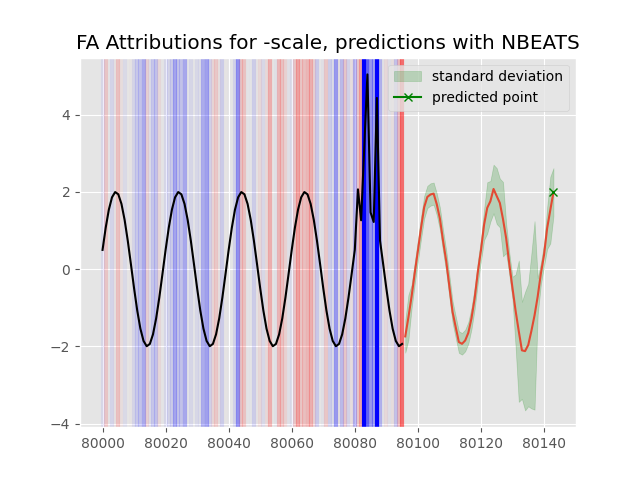 FA Attributions for -scale, predictions with NBEATS
standard deviation
predicted point
4
2
0
−2
−4
80000 80020 80040 80060 80080 80100 80120 80140